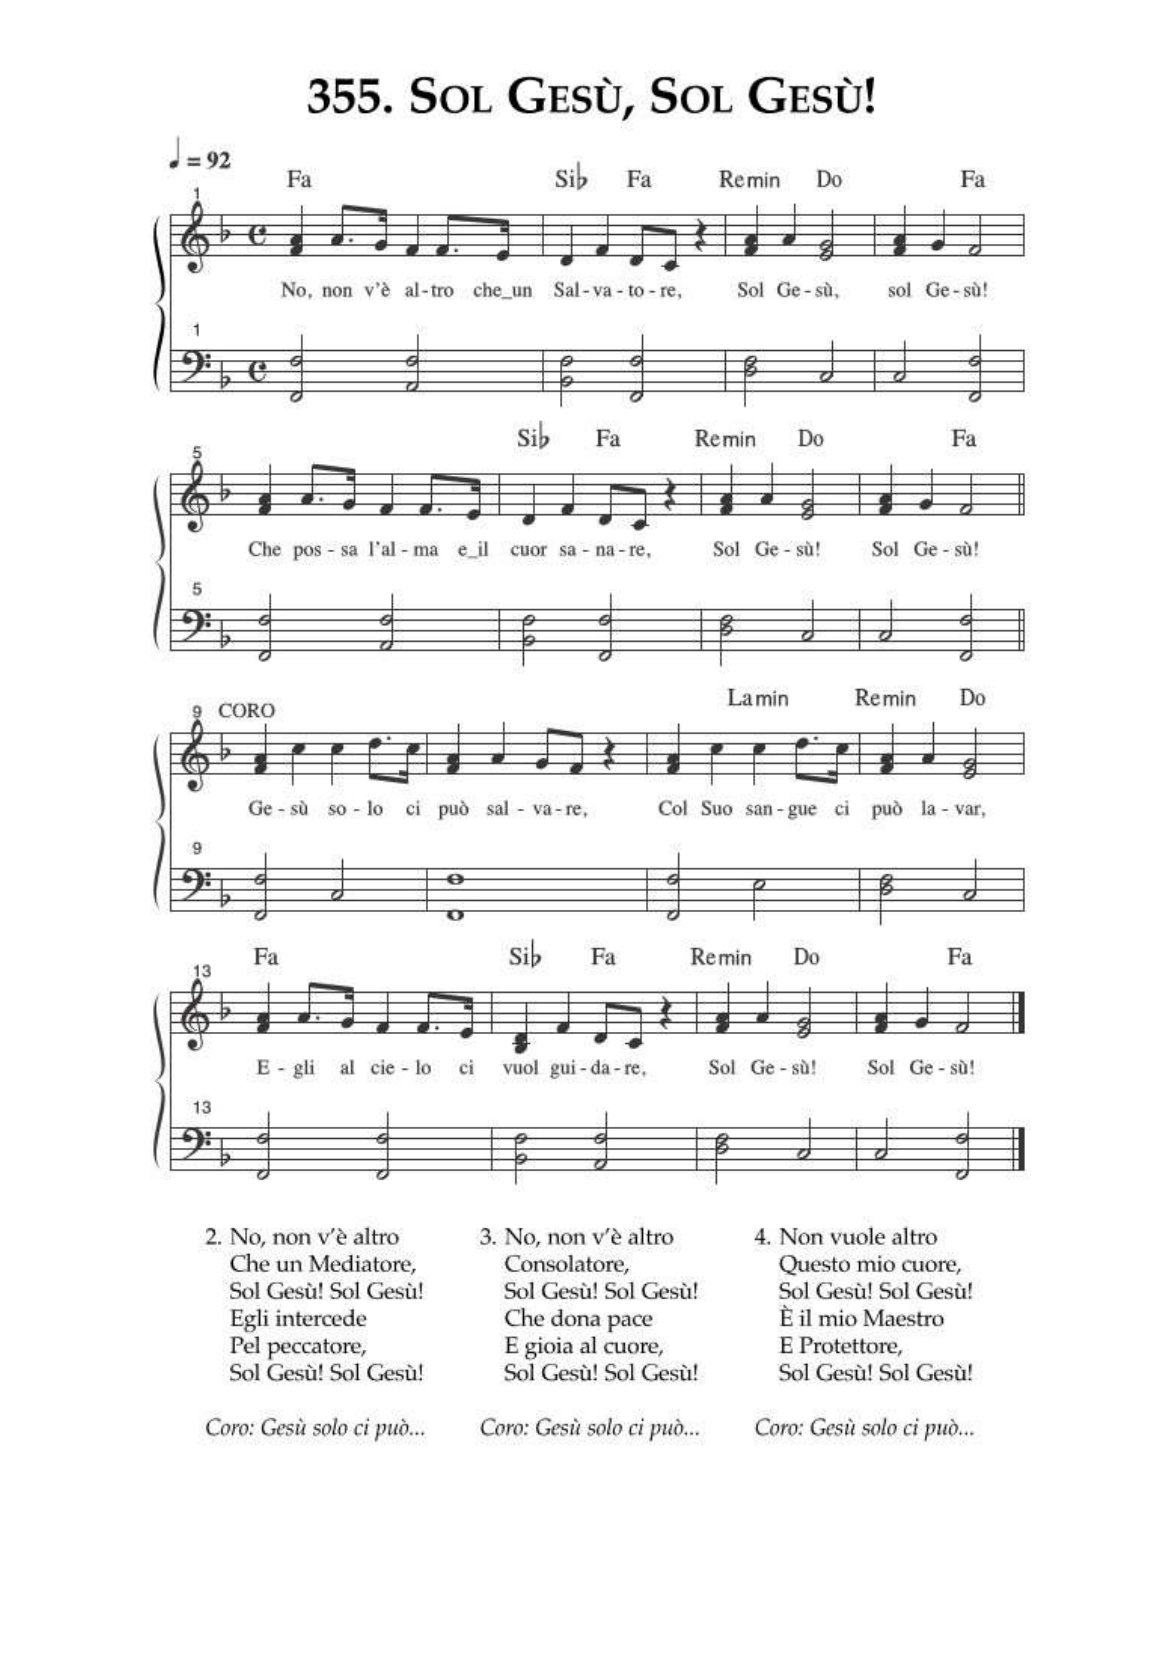 355. Sol Gesù, Sol Gesù!
= 92
Fa Si♭ Fa Remin Do Fa
1
No, non v'è al-tro che_un Sal-va-to-re, Sol Ge-sù, sol Ge-sù!
1
Si♭ Fa Remin Do Fa
5
Che pos-sa l'al-ma e_il cuor sa-na-re, Sol Ge-sù! Sol Ge-sù!
5
Lamin Remin Do
9 CORO
Ge-sù so-lo ci può sal-va-re, Col Suo san-gue ci può la-var,
9
Fa Si♭ Fa Remin Do Fa
13
E-gli al cie-lo ci vuol gui-da-re, Sol Ge-sù! Sol Ge-sù!
13
2. No, non v'è altro
Che un Mediatore,
Sol Gesù! Sol Gesù!
Egli intercede
Pel peccatore,
Sol Gesù! Sol Gesù!
Coro: Gesù solo ci può...
3. No, non v'è altro
Consolatore,
Sol Gesù! Sol Gesù!
Che dona pace
E gioia al cuore,
Sol Gesù! Sol Gesù!
Coro: Gesù solo ci può...
4. Non vuole altro
Questo mio cuore,
Sol Gesù! Sol Gesù!
È il mio Maestro
E Protettore,
Sol Gesù! Sol Gesù!
Coro: Gesù solo ci può...